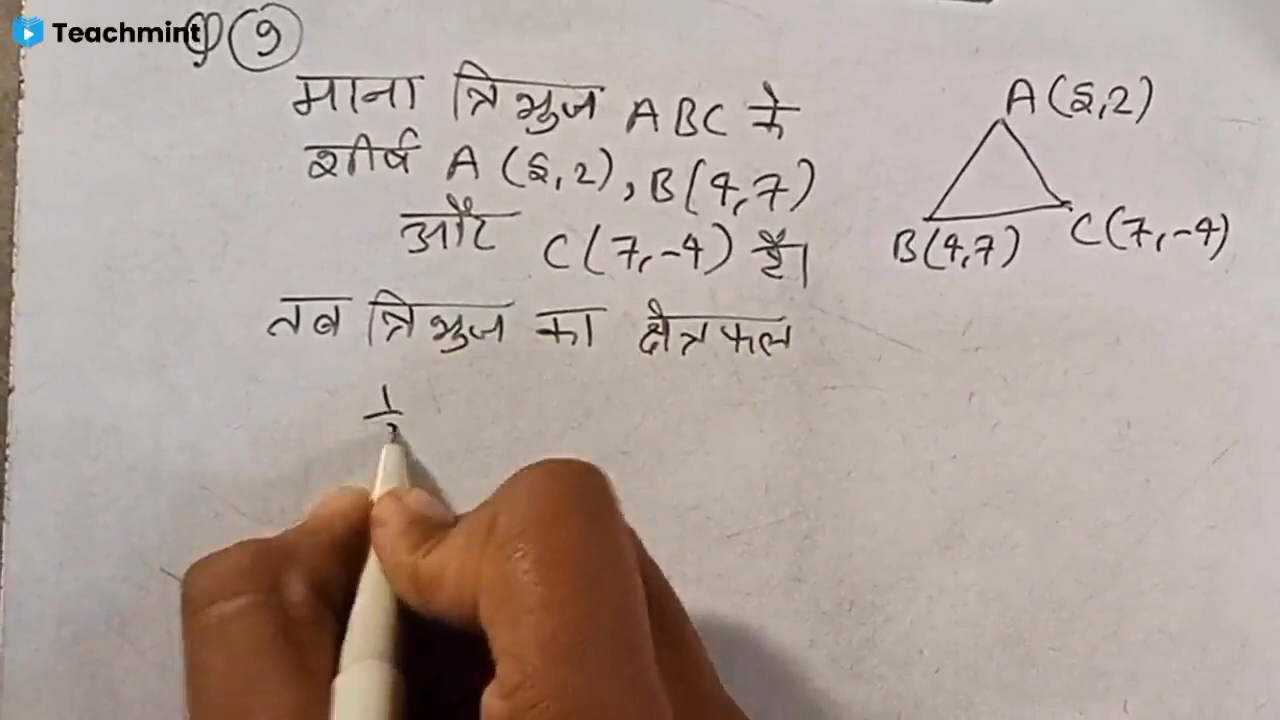 Teachmint
Q 9
माना त्रिभुज ABC के
शीर्ष A (5,2), B(4,7)
और C(7,-4) है।
तब त्रिभुज का क्षेत्रफल
1/2
A(5,2)
B(4,7)
C(7,-4)